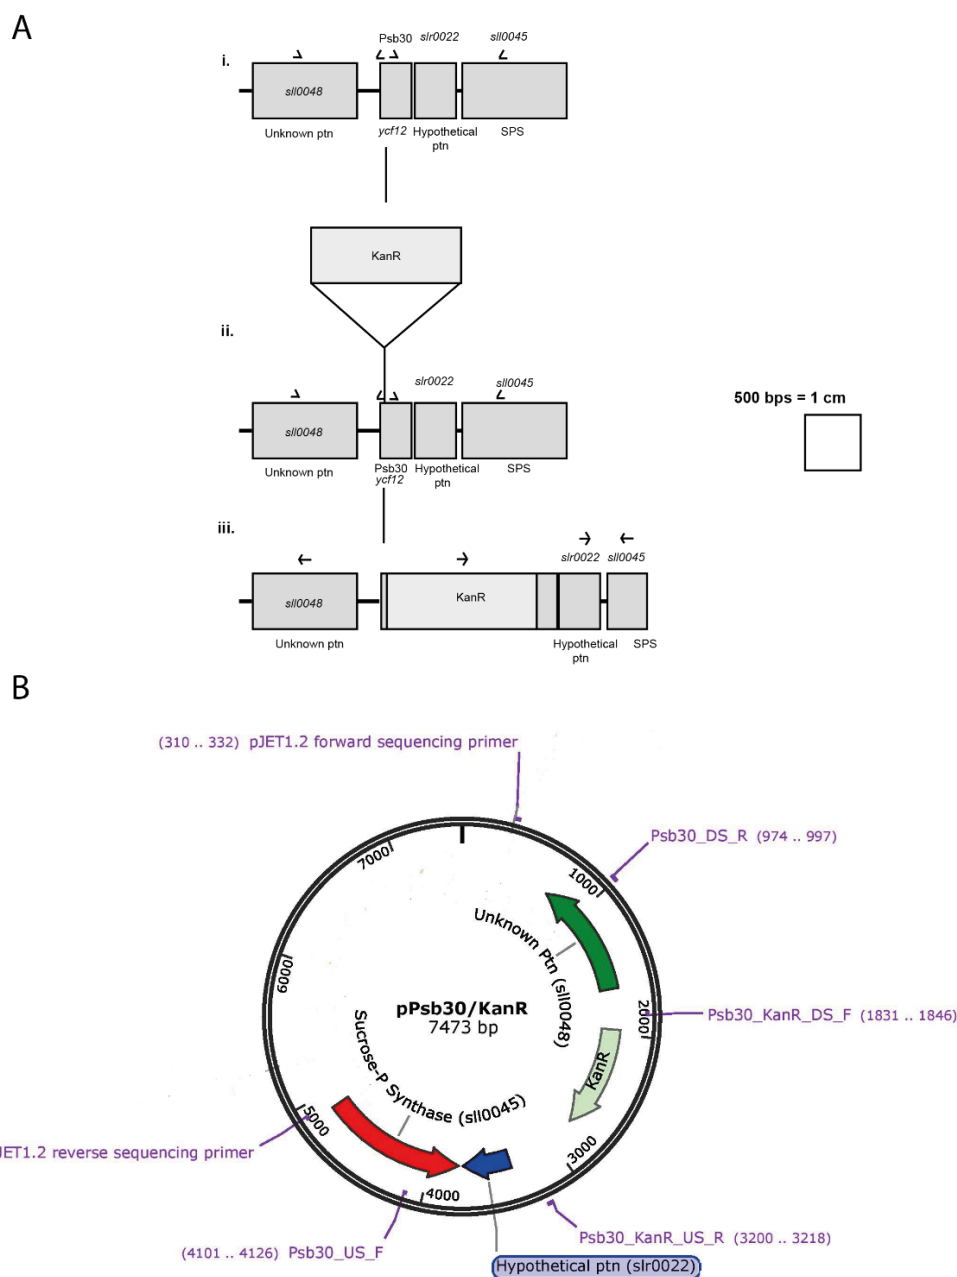 A
i.
Psb30
slr0022
sll0045
sll0048
Unknown ptn
ycf12
Hypothetical
ptn
SPS
KanR
ii.
slr0022
sll0045
sll0048
Unknown ptn
Psb30
ycf12
Hypothetical
ptn
SPS
500 bps = 1 cm
iii.
slr0022
sll0045
sll0048
KanR
Unknown ptn
Hypothetical
ptn
SPS
B
(310 .. 332) pJET1.2 forward sequencing primer
Psb30_DS_R (974 .. 997)
7000
1000
Unknown Ptn (sll0048)
6000
pPsb30/KanR
7473 bp
2000
Psb30_KanR_DS_F (1831 .. 1846)
KanR
Sucrose-P Synthase (sll0045)
5000
JET1.2 reverse sequencing primer
3000
4000
(4101 .. 4126) Psb30_US_F
Psb30_KanR_US_R (3200 .. 3218)
Hypothetical ptn (slr0022)